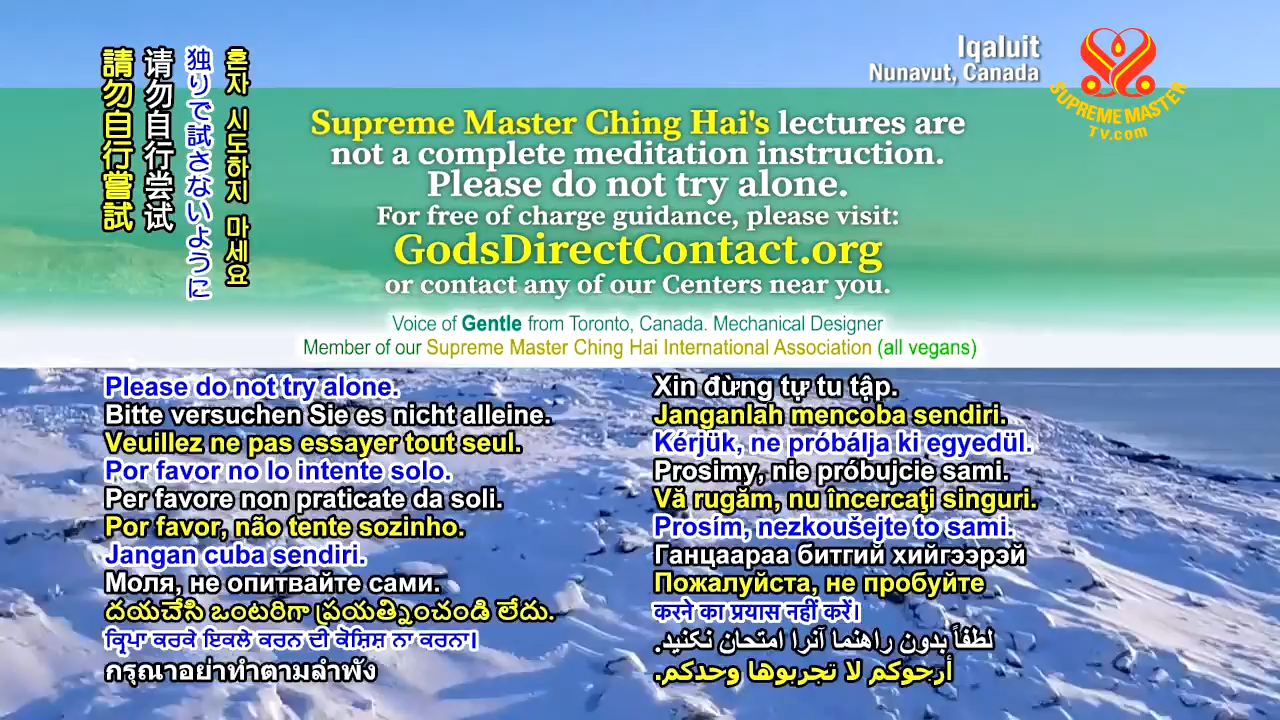 Iqaluit
Nunavut, Canada
SUPREME MASTER
TV.com
請勿自行嘗試
请勿自行尝试
独りで試さないように
혼자 시도하지 마세요
Supreme Master Ching Hai's lectures are
not a complete meditation instruction.
Please do not try alone.
For free of charge guidance, please visit:
GodsDirectContact.org
or contact any of our Centers near you.
Voice of Gentle from Toronto, Canada. Mechanical Designer
Member of our Supreme Master Ching Hai International Association (all vegans)
Please do not try alone.
Bitte versuchen Sie es nicht alleine.
Veuillez ne pas essayer tout seul.
Por favor no lo intente solo.
Per favore non praticate da soli.
Por favor, não tente sozinho.
Jangan cuba sendiri.
Моля, не опитвайте сами.
దయచేసి ఒంటరిగా ప్రయత్నించండి లేదు.
ਕ੍ਰਿਪਾ ਕਰਕੇ ਇਕਲੇ ਕਰਨ ਦੀ ਕੋਸ਼ਿਸ਼ ਨਾ ਕਰਨਾ।
กรุณาอย่าทำตามลำพัง
Xin đừng tự tu tập.
Janganlah mencoba sendiri.
Kérjük, ne próbálja ki egyedül.
Prosimy, nie próbujcie sami.
Vă rugăm, nu încercaţi singuri.
Prosím, nezkoušejte to sami.
Ганцаараа битгий хийгээрэй
Пожалуйста, не пробуйте
करने का प्रयास नहीं करें।
لطفاً بدون راهنما آنرا امتحان نکنید.
أرجوكم لا تجربوها وحدكم.